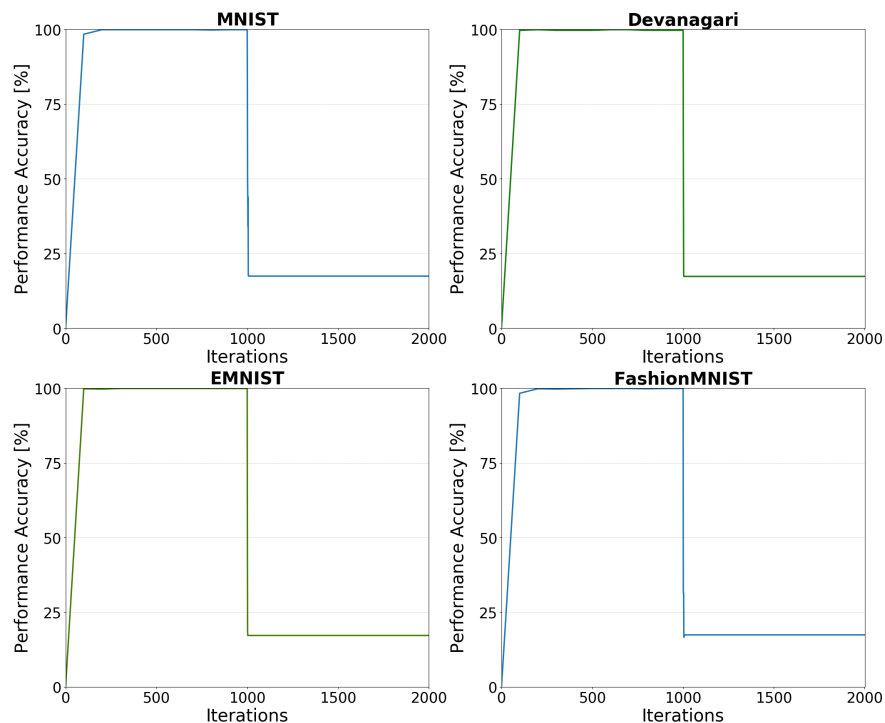 MNIST
Performance Accuracy [%]
100
75
50
25
0
0 500 1000 1500 2000
Iterations
Devanagari
Performance Accuracy [%]
100
75
50
25
0
0 500 1000 1500 2000
Iterations
EMNIST
Performance Accuracy [%]
100
75
50
25
0
0 500 1000 1500 2000
Iterations
FashionMNIST
Performance Accuracy [%]
100
75
50
25
0
0 500 1000 1500 2000
Iterations